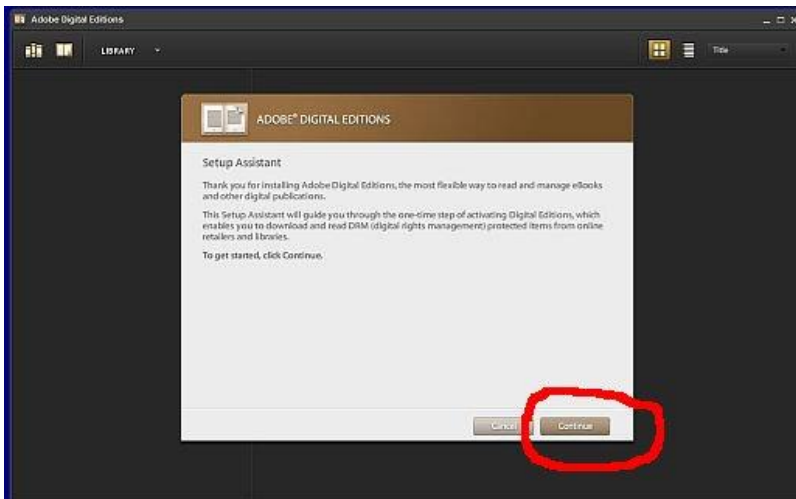 Adobe Digital Editions
LIBRARY
Title
ADOBE® DIGITAL EDITIONS
Setup Assistant
Thank you for installing Adobe Digital Editions, the most flexible way to read and manage eBooks
and other digital publications.
This Setup Assistant will guide you through the one-time step of activating Digital Editions, which
enables you to download and read DRM (digital rights management) protected items from online
retailers and libraries.
To get started, click Continue.
Cancel
Continue